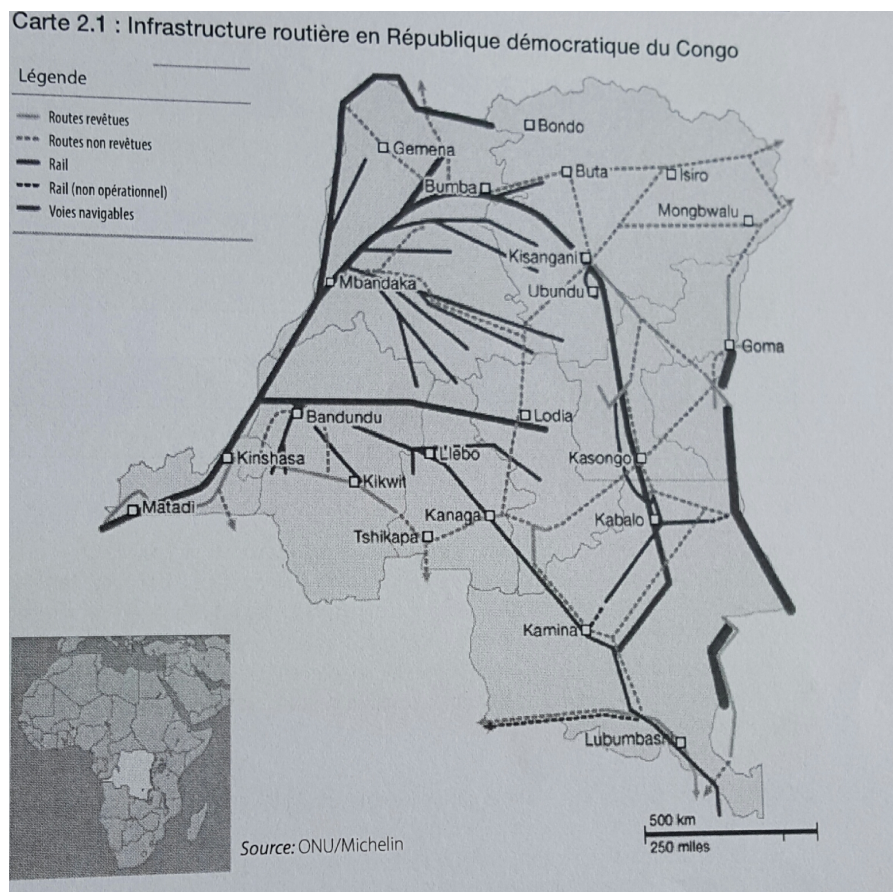 Carte 2.1 : Infrastructure routière en République démocratique du Congo
Légende
Routes revêtues
Routes non revêtues
Rail
Rail (non opérationnel)
Voies navigables
Bondo
Gemena
Buta
Isiro
Bumba
Mongbwalu
Kisangani
Mbandaka
Ubundu
Goma
Bandundu
Lodia
Kinshasa
L'lebo
Kasongo
Kikwit
Matadi
Kanaga
Kabalo
Tshikapa
Kamina
Lubumbashi
500 km
250 miles
Source: ONU/Michelin